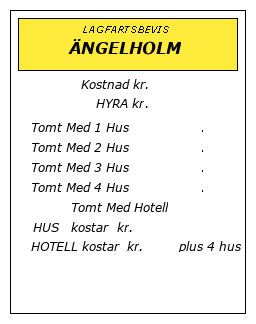 LAGFARTSBEVIS
ÄNGELHOLM
Kostnad kr.
HYRA kr.
Tomt Med 1 Hus .
Tomt Med 2 Hus .
Tomt Med 3 Hus .
Tomt Med 4 Hus .
Tomt Med Hotell
HUS kostar kr.
HOTELL kostar kr. plus 4 hus